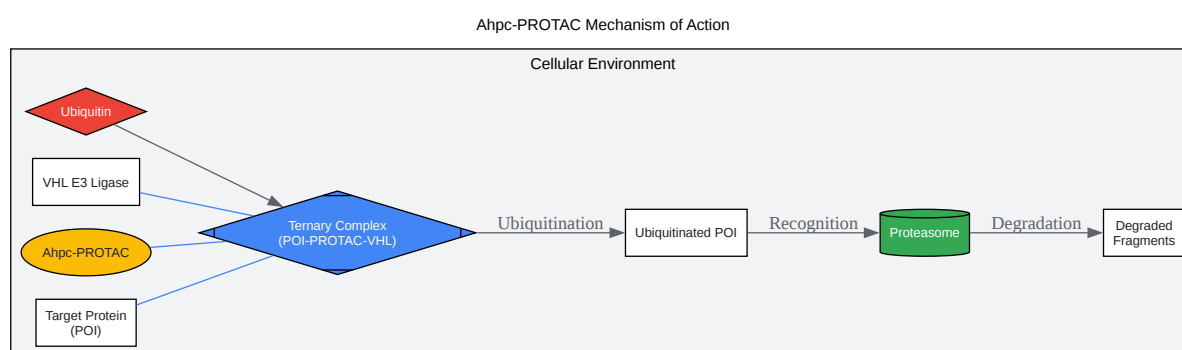 Ahpc-PROTAC Mechanism of Action
Cellular Environment
Ubiquitin
VHL E3 Ligase
Ahpc-PROTAC
Target Protein
(POI)
Ternary Complex
(POI-PROTAC-VHL)
Ubiquitination
Ubiquitinated POI
Recognition
Proteasome
Degradation
Degraded
Fragments